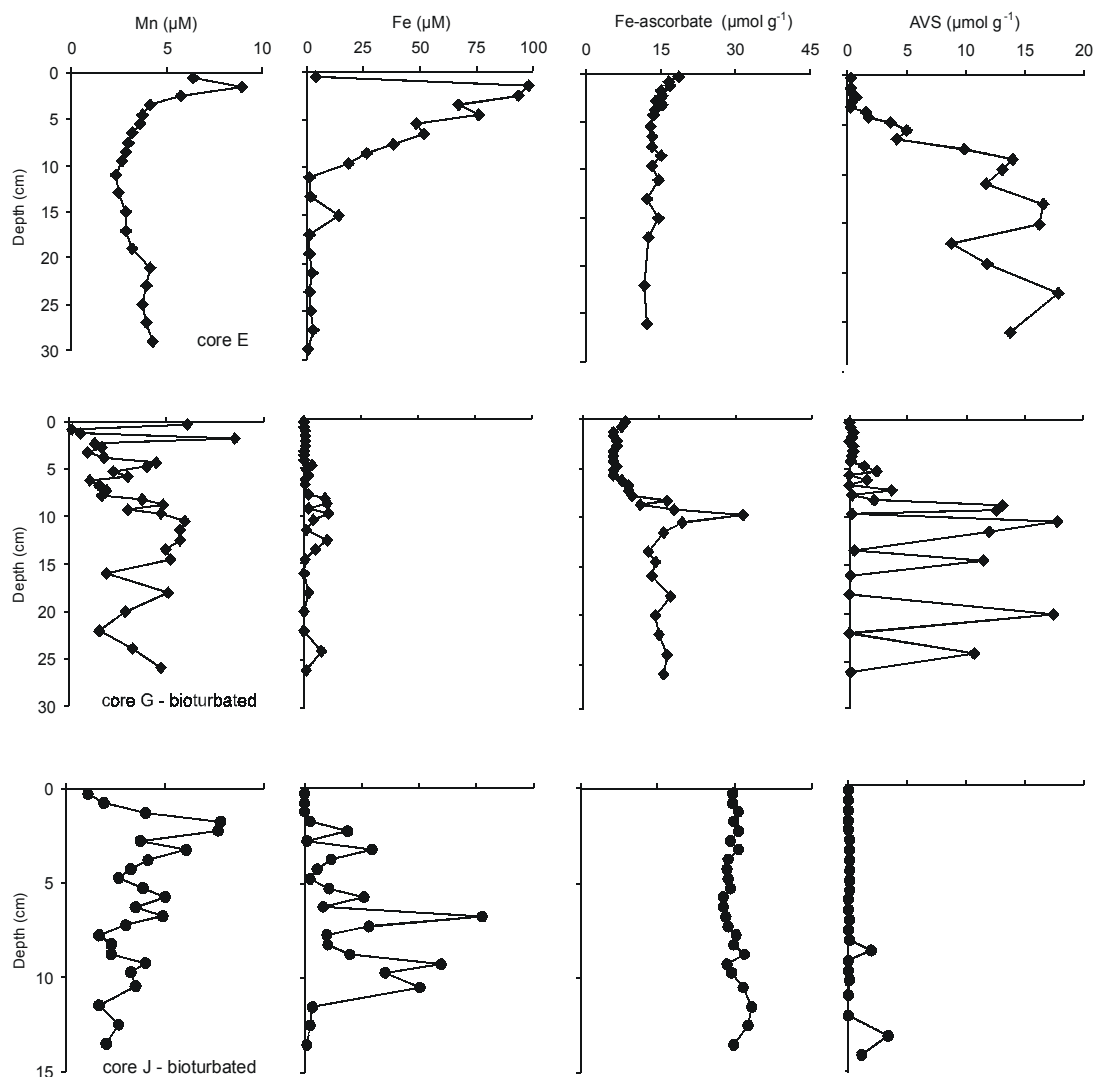 Mn (µM) Fe (µM) Fe-ascorbate (µmol g-1) AVS (µmol g-1)
0 5 10 0 25 50 75 100 0 15 30 45 0 5 10 15 20
0
5
10
15
20
25
30
Depth (cm)
core E
0
5
10
15
20
25
30
Depth (cm)
core G - bioturbated
0
5
10
15
Depth (cm)
core J - bioturbated